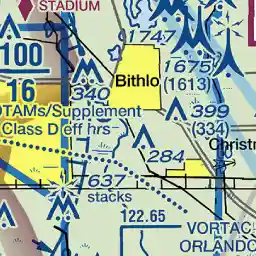 STADIUM
1747
100
Bithlo
1675
(1613)
16
340
OTAMs/Supplement
399
(334)
Class D eff hrs
Christm
284
637
stacks
122.65
VORTAC
ORLANDO